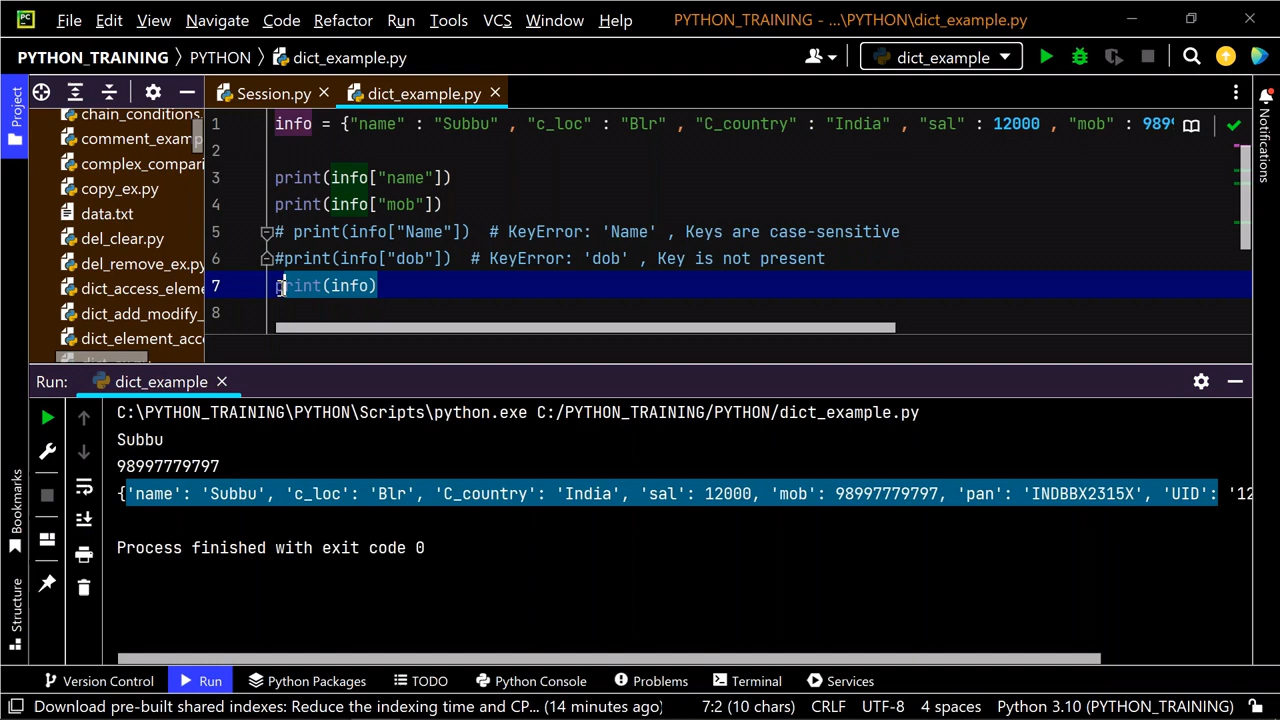 PC File Edit View Navigate Code Refactor Run Tools VCS Window Help PYTHON_TRAINING - ...\PYTHON\dict_example.py
PYTHON_TRAINING PYTHON dict_example.py dict_example
Project
Session.py dict_example.py
chain_conditions.
comment_examp
complex_compari
copy_ex.py
data.txt
del_clear.py
del_remove_ex.py
dict_access_eleme
dict_add_modify_
dict_element_acce
1 info = {"name" : "Subbu" , "c_loc" : "Blr" , "C_country" : "India" , "sal" : 12000 , "mob" : 989
2
3 print(info["name"])
4 print(info["mob"])
5 # print(info["Name"]) # KeyError: 'Name' , Keys are case-sensitive
6 #print(info["dob"]) # KeyError: 'dob' , Key is not present
7 print(info)
8
Notifications
Run: dict_example
C:\PYTHON_TRAINING\PYTHON\Scripts\python.exe C:/PYTHON_TRAINING/PYTHON/dict_example.py
Subbu
98997779797
{'name': 'Subbu', 'c_loc': 'Blr', 'C_country': 'India', 'sal': 12000, 'mob': 98997779797, 'pan': 'INDBBX2315X', 'UID': '12
Process finished with exit code 0
Bookmarks
Structure
Version Control Run Python Packages TODO Python Console Problems Terminal Services
Download pre-built shared indexes: Reduce the indexing time and CP... (14 minutes ago) 7:2 (10 chars) CRLF UTF-8 4 spaces Python 3.10 (PYTHON_TRAINING)